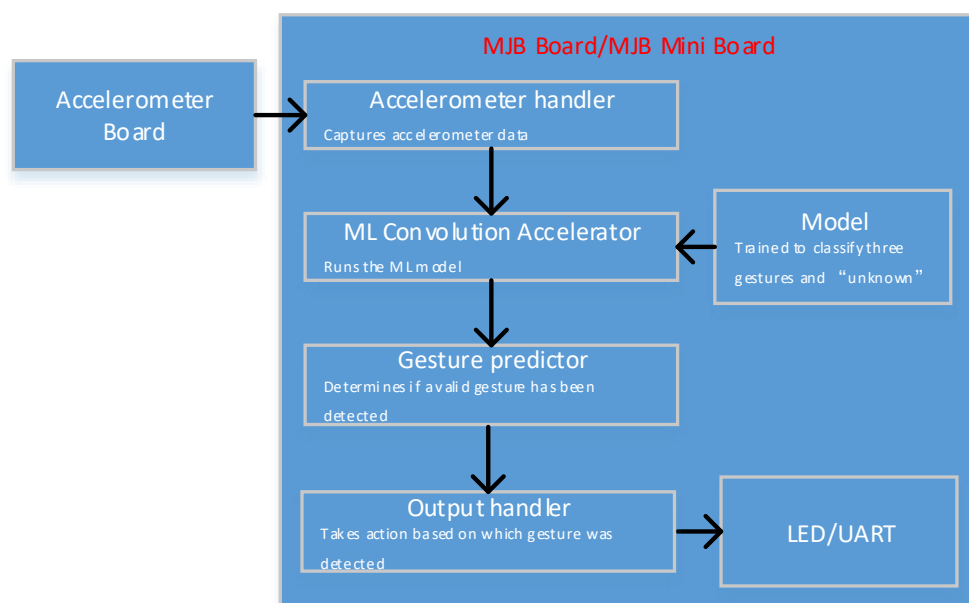 MJB Board/MJB Mini Board
Accelerometer
Board
Accelerometer handler
Captures accelerometer data
ML Convolution Accelerator
Runs the ML model
Model
Trained to classify three
gestures and “unknown”
Gesture predictor
Determines if a valid gesture has been
detected
Output handler
Takes action based on which gesture was
detected
LED/UART